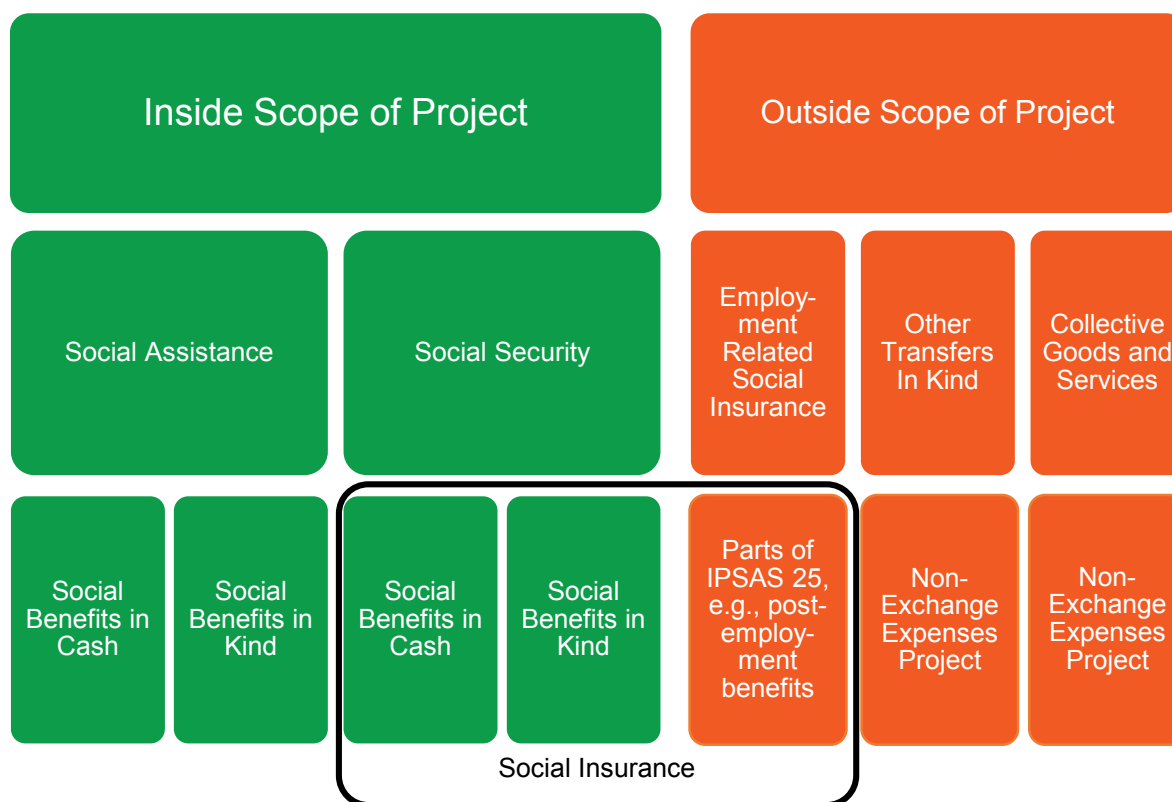 Inside Scope of Project
Outside Scope of Project
Social Assistance
Social Security
Employ-
ment
Related
Social
Insurance
Other
Transfers
In Kind
Collective
Goods and
Services
Social
Benefits in
Cash
Social
Benefits in
Kind
Social
Benefits in
Cash
Social
Benefits in
Kind
Parts of
IPSAS 25,
e.g., post-
employ-
ment
benefits
Non-
Exchange
Expenses
Project
Non-
Exchange
Expenses
Project
Social Insurance